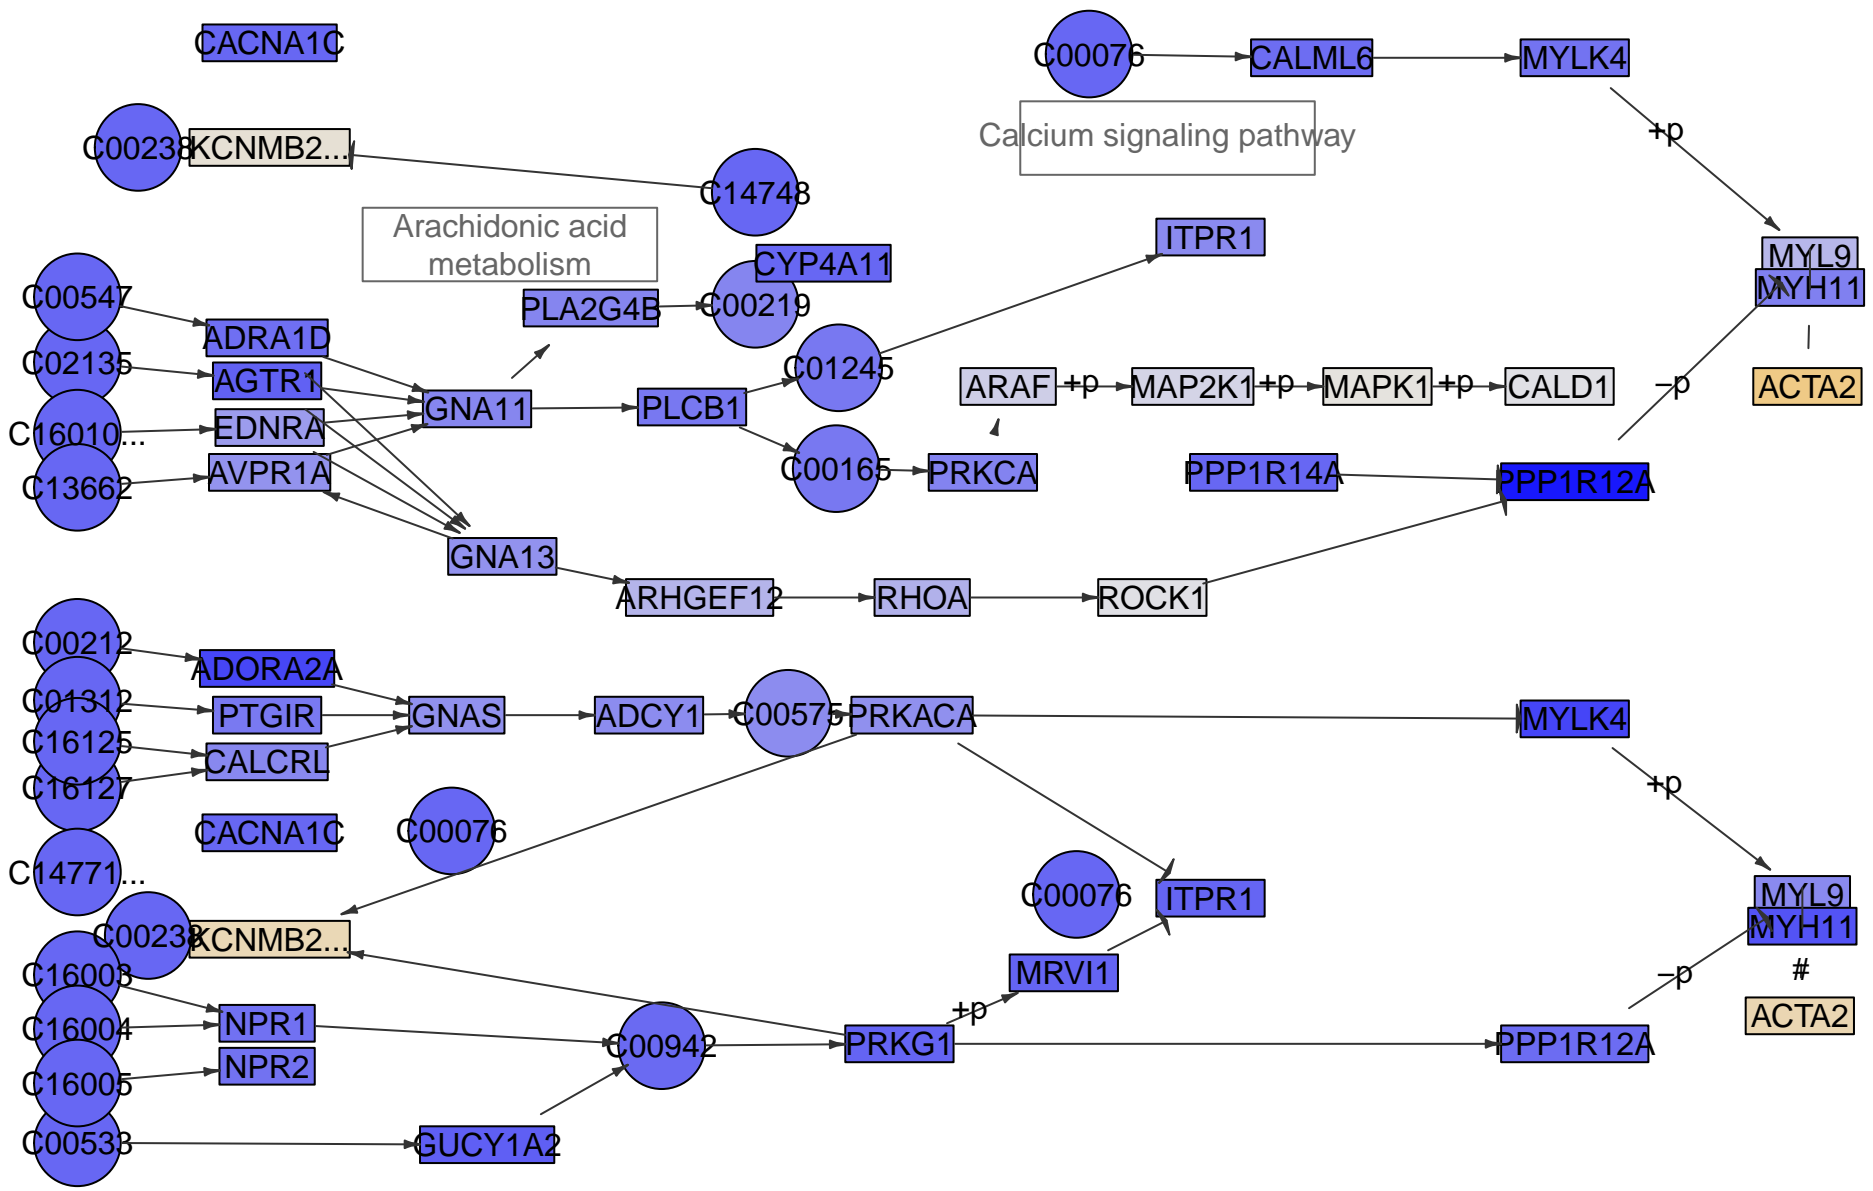 CACNA1C
C00076
CALML6
MYLK4
Calcium signaling pathway
+p
C00238
KCNMB2...
C14748
Arachidonic acid
metabolism
ITPR1
CYP4A11
MYL9
MYH11
C00547
PLA2G4B
C00219
ADRA1D
C02135
AGTR1
C01245
ARAF
+p
MAP2K1
+p
MAPK1
+p
CALD1
−p
ACTA2
GNA11
PLCB1
C16010...
EDNRA
C13662
AVPR1A
C00165
PRKCA
PPP1R14A
PPP1R12A
GNA13
ARHGEF12
RHOA
ROCK1
C00212
ADORA2A
C01312
PTGIR
GNAS
ADCY1
C00575
PRKACA
MYLK4
C16125
CALCRL
C16127
+p
CACNA1C
C00076
C14771...
C00076
ITPR1
MYL9
MYH11
C00238
KCNMB2...
C16003
MRVI1
−p
#
+p
ACTA2
C16004
NPR1
C00942
PRKG1
PPP1R12A
C16005
NPR2
C00533
GUCY1A2